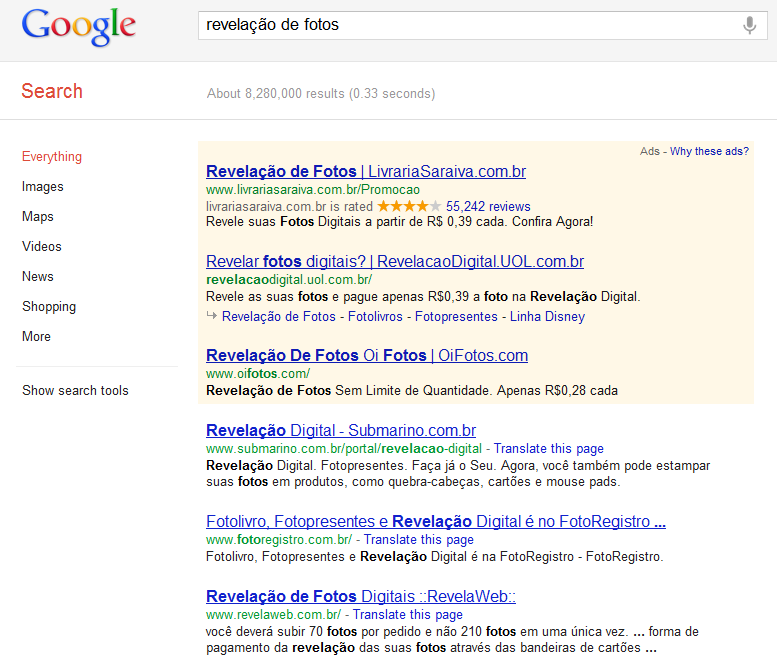 Google
revelação de fotos
Search
About 8,280,000 results (0.33 seconds)
Everything
Images
Maps
Videos
News
Shopping
More
Show search tools
Ads - Why these ads?
Revelação de Fotos | LivrariaSaraiva.com.br
www.livrariasaraiva.com.br/Promocao
livrariasaraiva.com.br is rated ★★★★★ 55,242 reviews
Revele suas Fotos Digitais a partir de R$ 0,39 cada. Confira Agora!
Revelar fotos digitais? | RevelacaoDigital.UOL.com.br
revelacaodigital.uol.com.br/
Revele as suas fotos e pague apenas R$0,39 a foto na Revelação Digital.
↳ Revelação de Fotos - Fotolivros - Fotopresentes - Linha Disney
Revelação De Fotos Oi Fotos | OiFotos.com
www.oifotos.com/
Revelação de Fotos Sem Limite de Quantidade. Apenas R$0,28 cada
Revelação Digital - Submarino.com.br
www.submarino.com.br/portal/revelacao-digital - Translate this page
Revelação Digital. Fotopresentes. Faça já o Seu. Agora, você também pode estampar
suas fotos em produtos, como quebra-cabeças, cartões e mouse pads.
Fotolivro, Fotopresentes e Revelação Digital é no FotoRegistro ...
www.fotoregistro.com.br/ - Translate this page
Fotolivro, Fotopresentes e Revelação Digital é na FotoRegistro - FotoRegistro.
Revelação de Fotos Digitais ::RevelaWeb::
www.revelaweb.com.br/ - Translate this page
você deverá subir 70 fotos por pedido e não 210 fotos em uma única vez. ... forma de
pagamento da revelação das suas fotos através das bandeiras de cartões ...